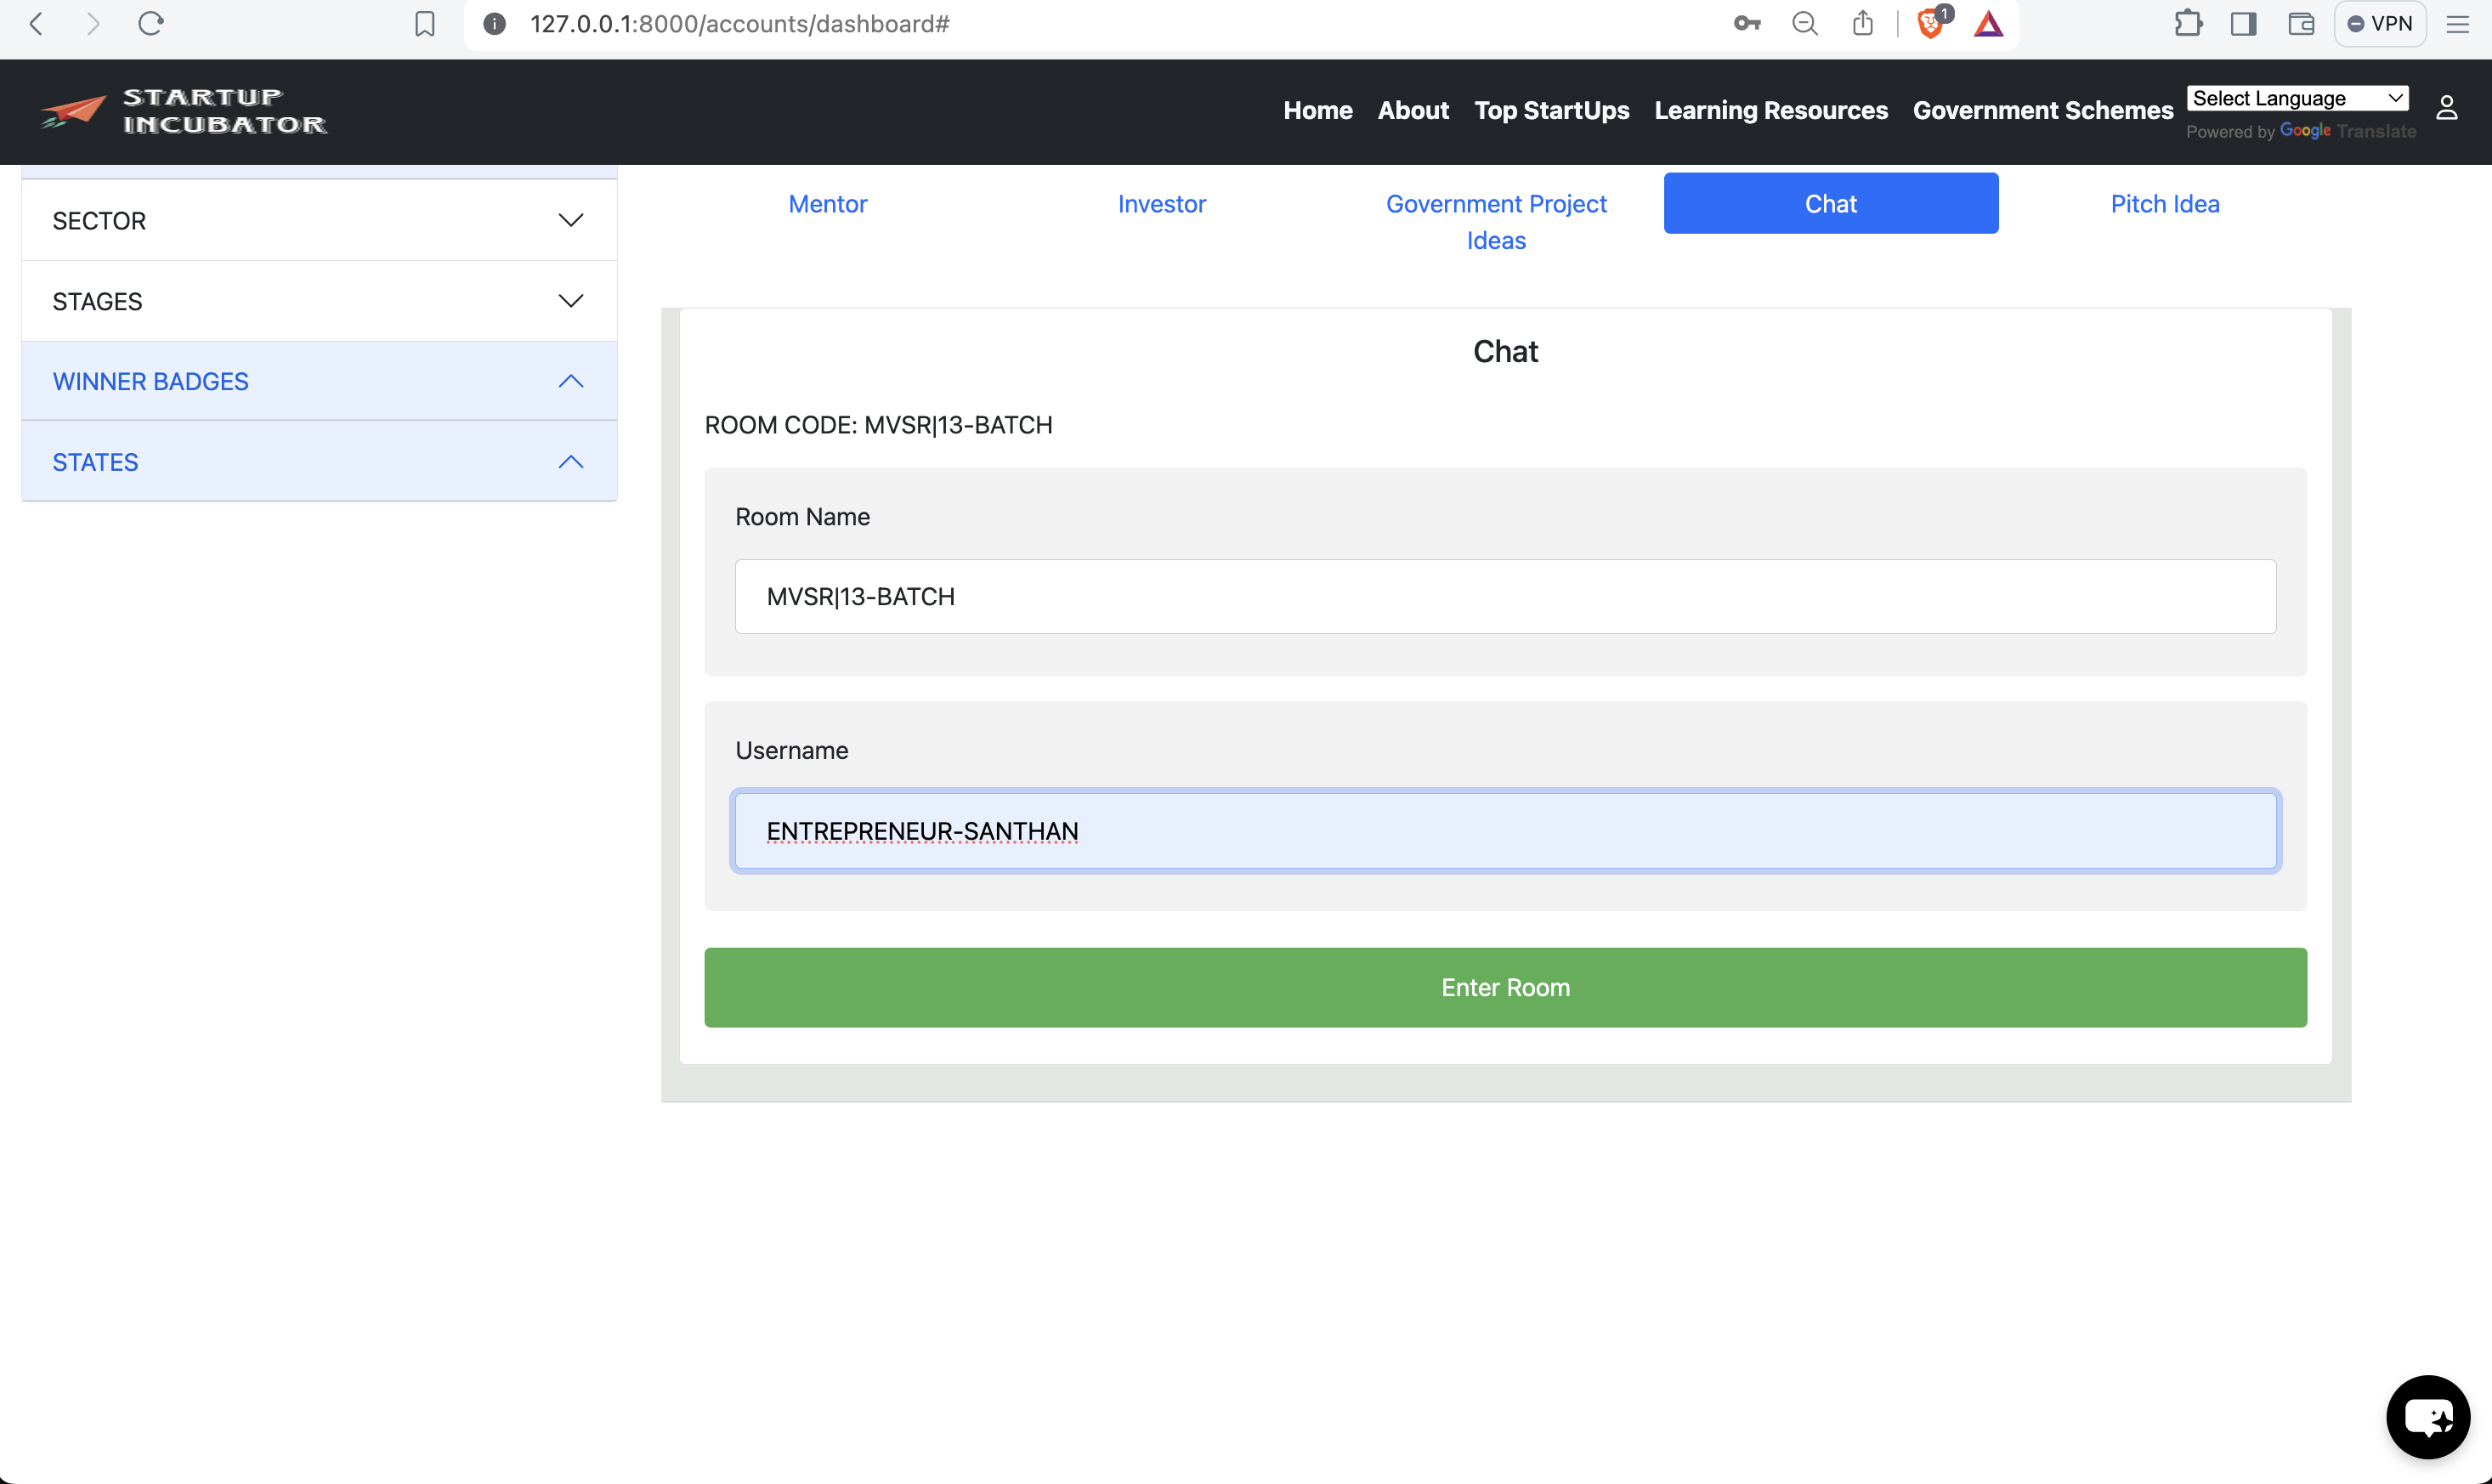 127.0.0.1:8000/accounts/dashboard#
1
VPN
STARTUP
INCUBATOR
Home
About
Top StartUps
Learning Resources
Government Schemes
Select Language
Powered by Google Translate
SECTOR
STAGES
WINNER BADGES
STATES
Mentor
Investor
Government Project
Ideas
Chat
Pitch Idea
Chat
ROOM CODE: MVSR|13-BATCH
Room Name
MVSR|13-BATCH
Username
ENTREPRENEUR-SANTHAN
Enter Room